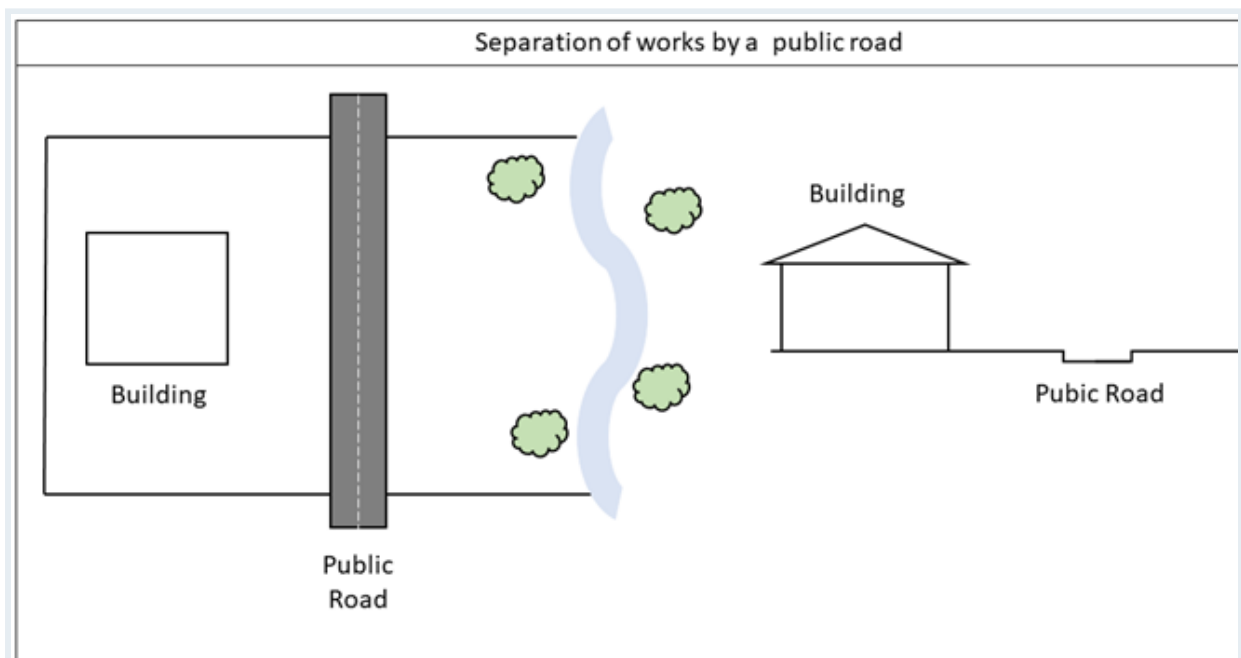 Separation of works by a public road
Building
Public
Road
Building
Pubic Road